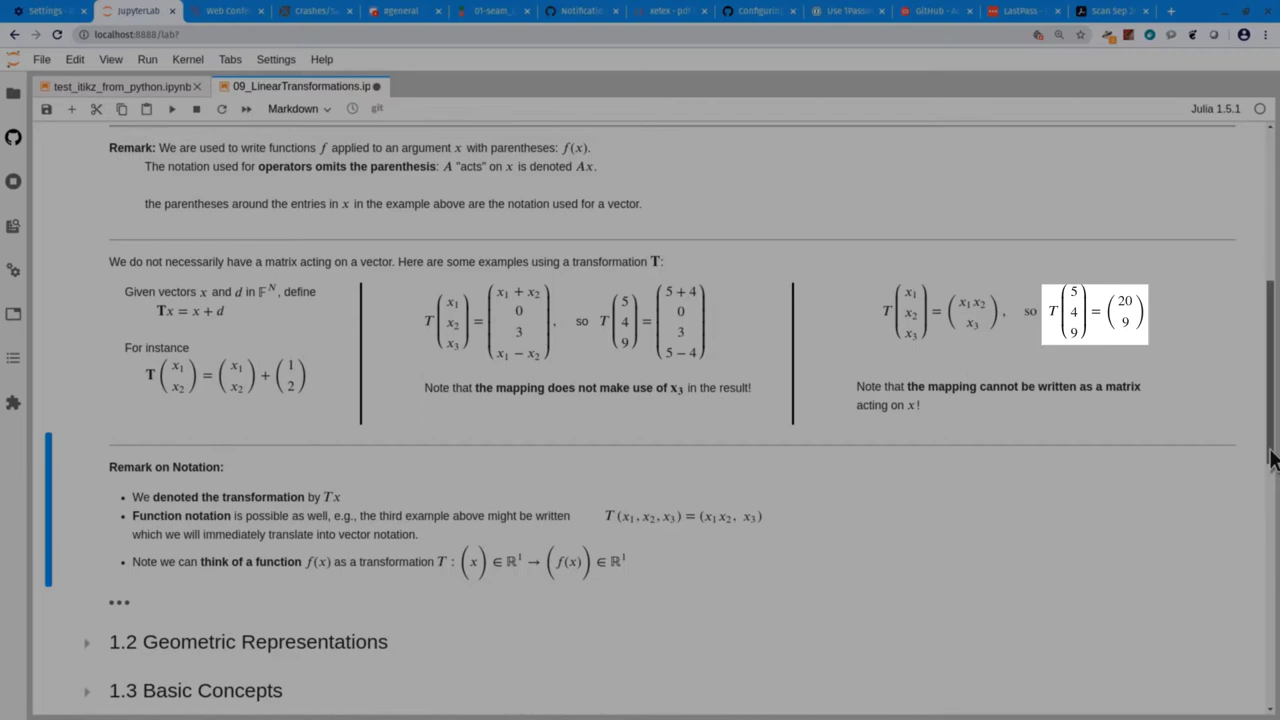 Settings - JupyterLab Web Confe Crashes/S #general 01-seam_ Notificatio xetex - pdf Configurin Use 1Pass GitHub - A LastPass - Scan Sep 2
localhost:8888/lab?
File Edit View Run Kernel Tabs Settings Help
test_itikz_from_python.ipynb 09_LinearTransformations.ip
Markdown git Julia 1.5.1
Remark: We are used to write functions f applied to an argument x with parentheses: f(x).
The notation used for operators omits the parenthesis: A "acts" on x is denoted Ax.
the parentheses around the entries in x in the example above are the notation used for a vector.
We do not necessarily have a matrix acting on a vector. Here are some examples using a transformation T:
Given vectors x and d in 𝔽^N, define
Tx = x + d
For instance
T (x₁ x₂) = (x₁ x₂) + (1 2)
T (x₁ x₂ x₃) = (x₁ + x₂ 0 3 x₁ − x₂), so T (5 4 9) = (5 + 4 0 3 5 − 4)
Note that the mapping does not make use of x₃ in the result!
T (x₁ x₂ x₃) = (x₁x₂ x₃), so T (5 4 9) = (20 9)
Note that the mapping cannot be written as a matrix
acting on x!
Remark on Notation:
• We denoted the transformation by Tx
• Function notation is possible as well, e.g., the third example above might be written T(x₁, x₂, x₃) = (x₁x₂, x₃)
which we will immediately translate into vector notation.
• Note we can think of a function f(x) as a transformation T : (x) ∈ ℝ¹ → (f(x)) ∈ ℝ¹
•••
1.2 Geometric Representations
1.3 Basic Concepts